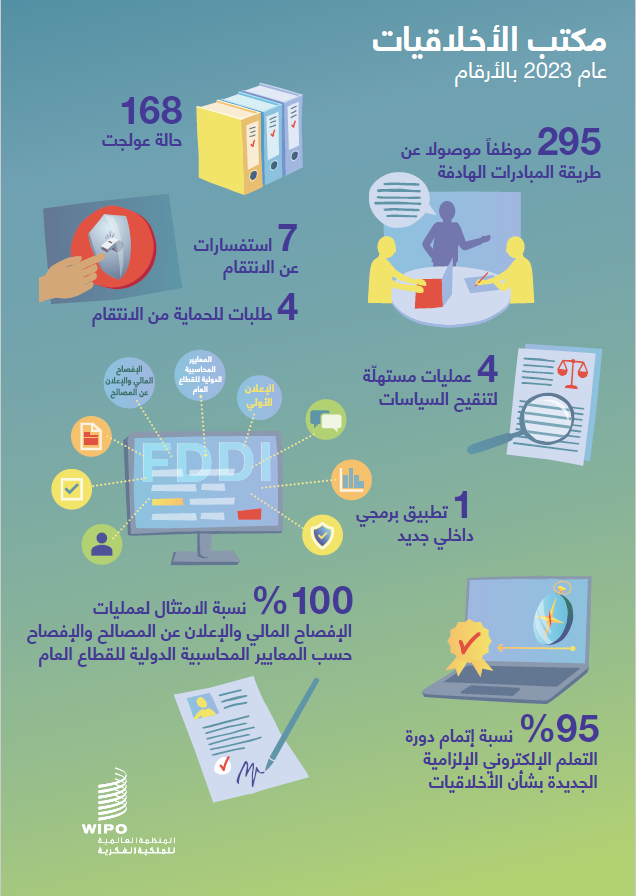 مكتب الأخلاقيات
عام 2023 بالأرقام
295 موظفاً موصولا عن
طريقة المبادرات الهادفة
168
حالة عولجت
7 استفسارات
عن الانتقام
4 طلبات للحماية من الانتقام
4 عمليات مستهلّة
لتنقيح السياسات
الإفصاح
المالي والإعلان
عن المصالح
المعايير
المحاسبية
الدولية للقطاع
العام
الإعلان
الأولي
FDDI
1 تطبيق برمجي
داخلي جديد
100% نسبة الامتثال لعمليات
الإفصاح المالي والإعلان عن المصالح والإفصاح
حسب المعايير المحاسبية الدولية للقطاع العام
95% نسبة إتمام دورة
التعلم الإلكتروني الإلزامية
الجديدة بشأن الأخلاقيات
WIPO
المنظمة العالمية
للملكية الفكرية